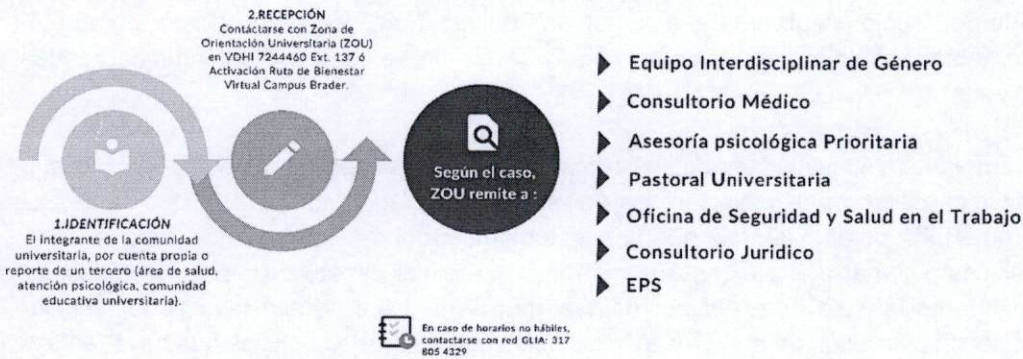 2.RECEPCIÓN
Contáctarse con Zona de
Orientación Universitaria (ZOU)
en VDHI 7244460 Ext. 137 ó
Activación Ruta de Bienestar
Virtual Campus Brader.
1.IDENTIFICACIÓN
El integrante de la comunidad
universitaria, por cuenta propia o
reporte de un tercero (área de salud,
atención psicológica, comunidad
educativa universitaria).
Según el caso,
ZOU remite a :
Equipo Interdisciplinar de Género
Consultorio Médico
Asesoría psicológica Prioritaria
Pastoral Universitaria
Oficina de Seguridad y Salud en el Trabajo
Consultorio Jurídico
EPS
En caso de horarios no hábiles,
contactarse con red GLIA: 317
805 4329